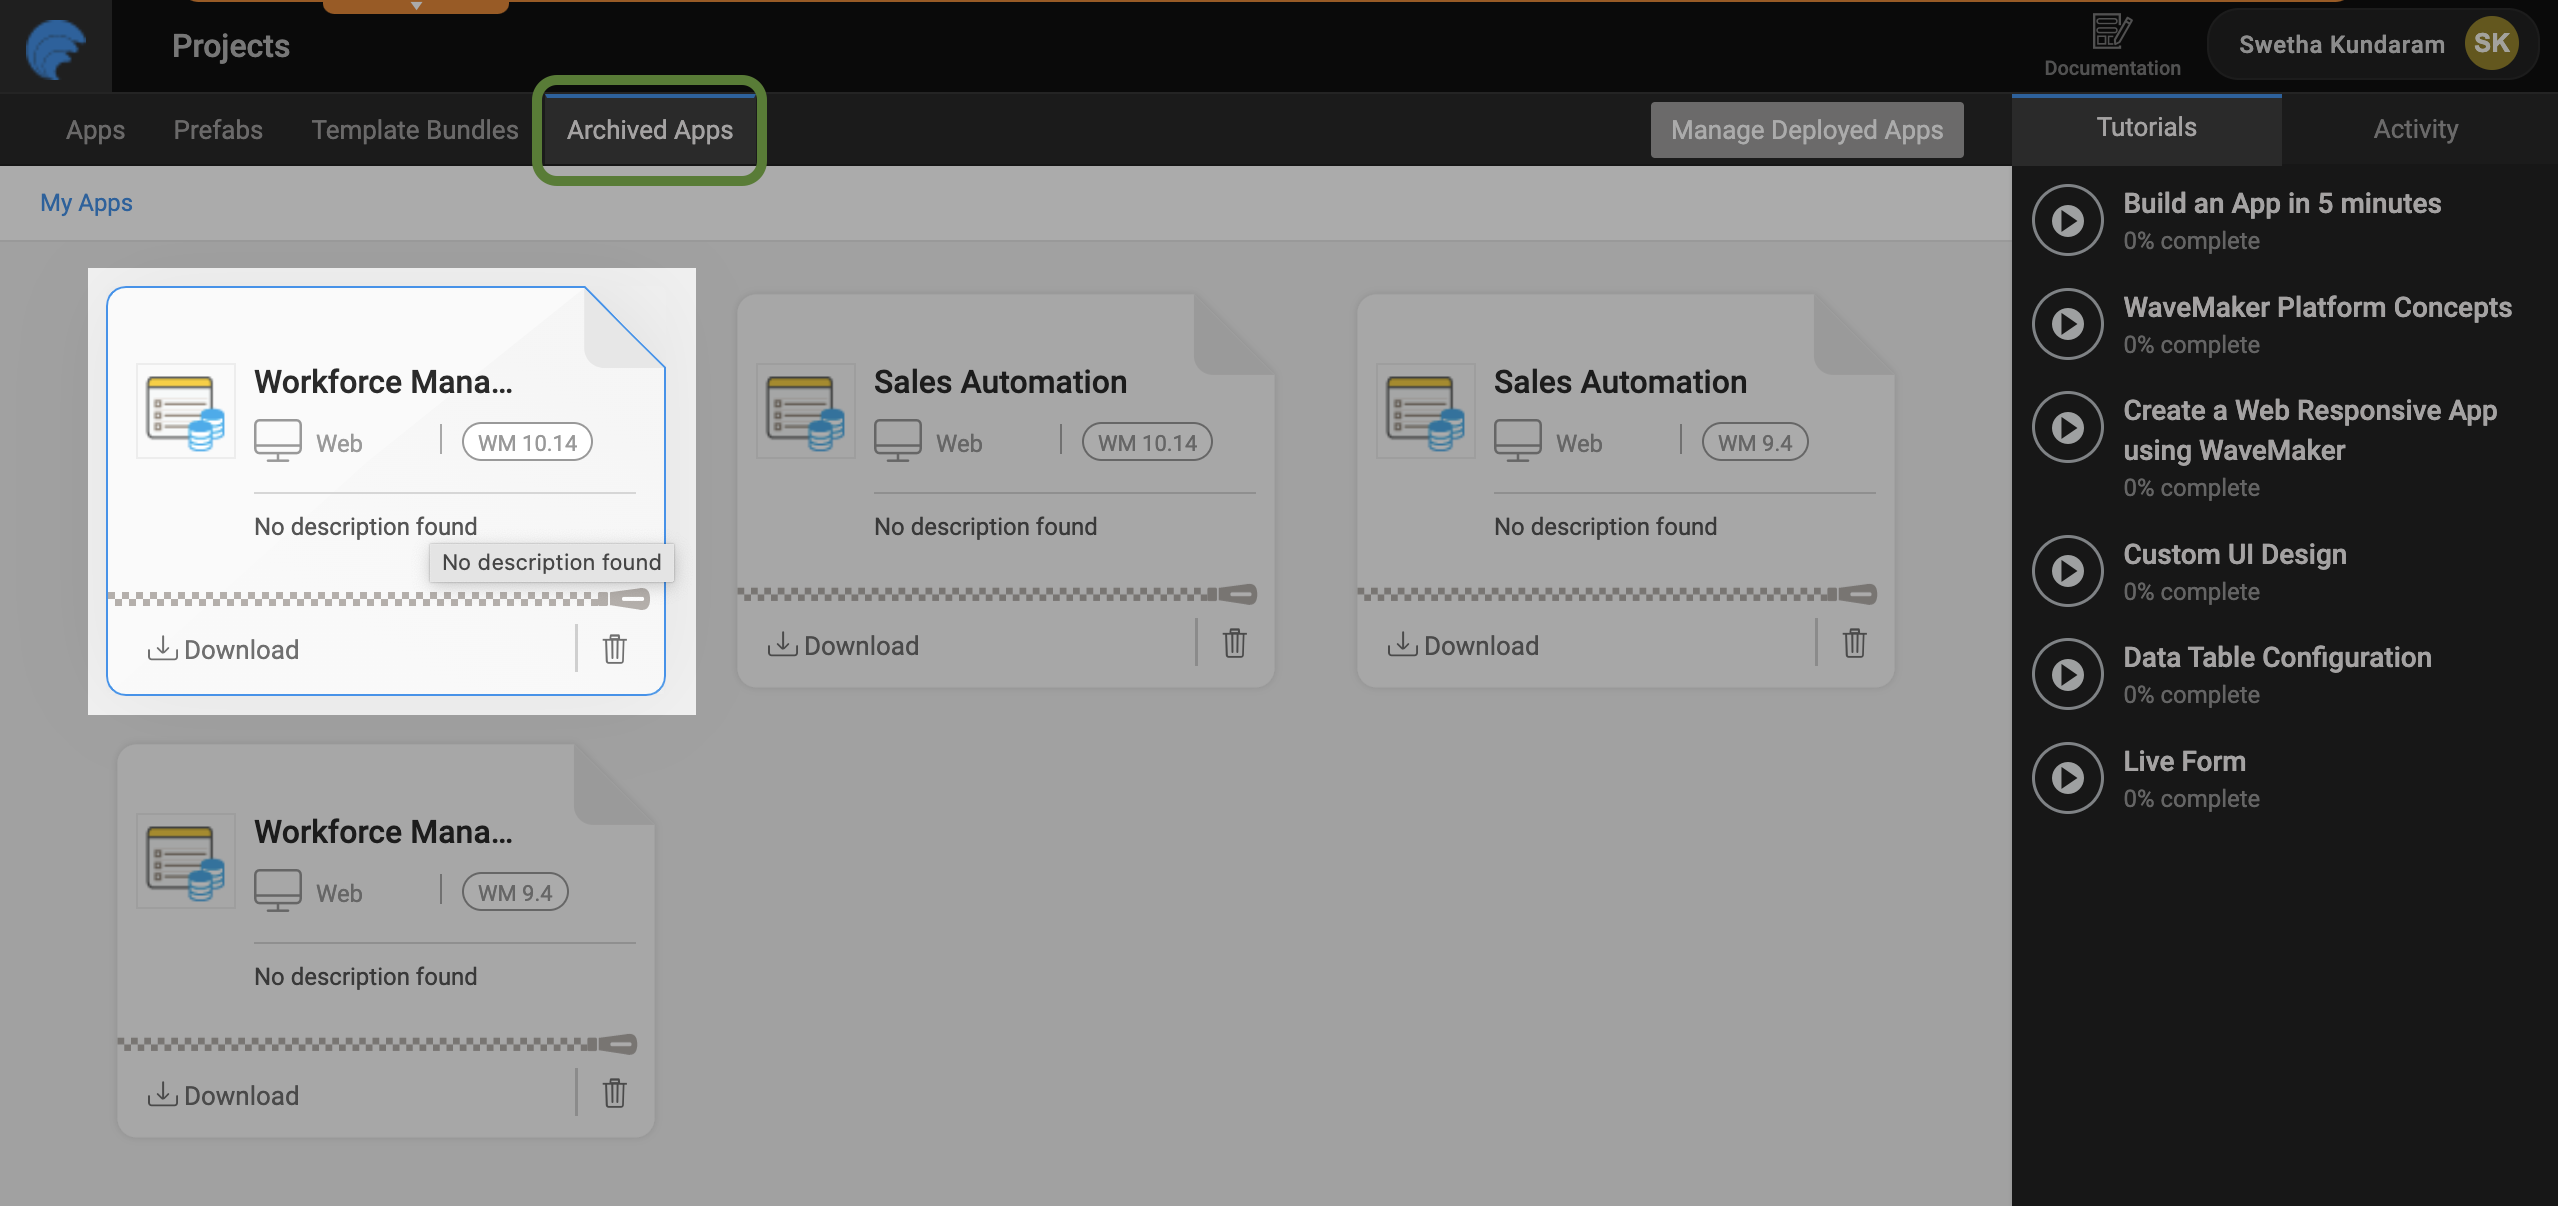 Projects
Documentation
Swetha Kundaram
SK
Apps
Prefabs
Template Bundles
Archived Apps
Manage Deployed Apps
Tutorials
Activity
My Apps
Workforce Mana...
Web
WM 10.14
No description found
No description found
Download
Sales Automation
Web
WM 10.14
No description found
Download
Sales Automation
Web
WM 9.4
No description found
Download
Workforce Mana...
Web
WM 9.4
No description found
Download
Build an App in 5 minutes
0% complete
WaveMaker Platform Concepts
0% complete
Create a Web Responsive App
using WaveMaker
0% complete
Custom UI Design
0% complete
Data Table Configuration
0% complete
Live Form
0% complete